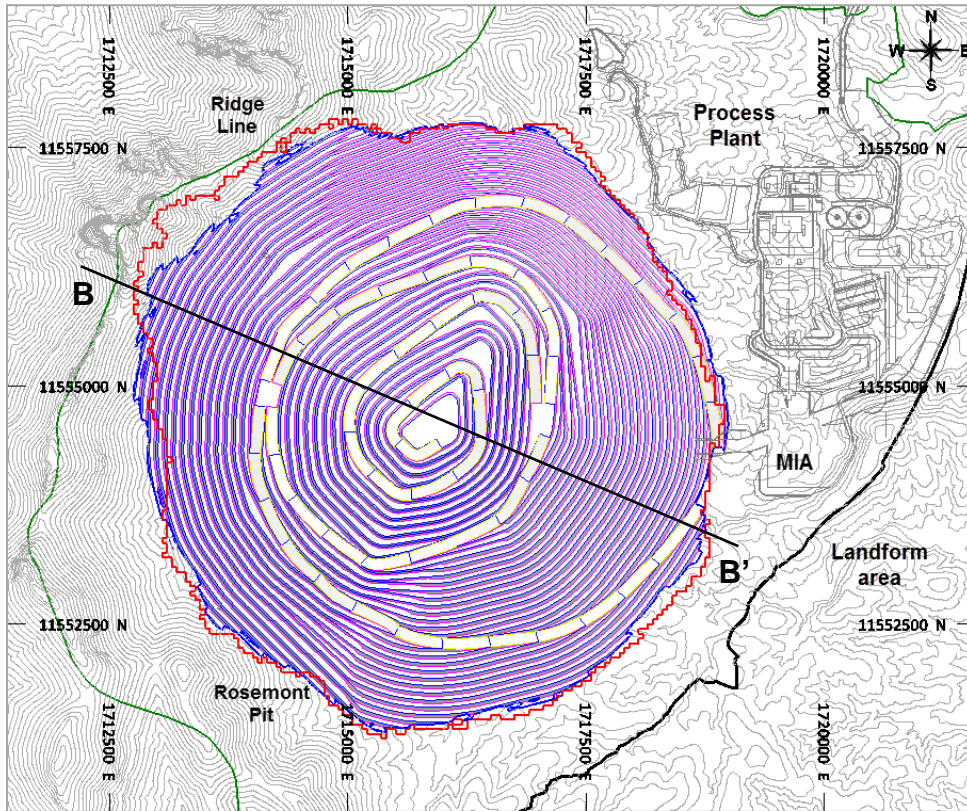 1712500 E
1715000 E
1717500 E
1720000 E
N
W
E
S
Ridge
Line
Process
Plant
11557500 N
11557500 N
B
11555000 N
11555000 N
MIA
Landform
area
B’
11552500 N
11552500 N
Rosemont
Pit
1712500 E
1715000 E
1717500 E
1720000 E